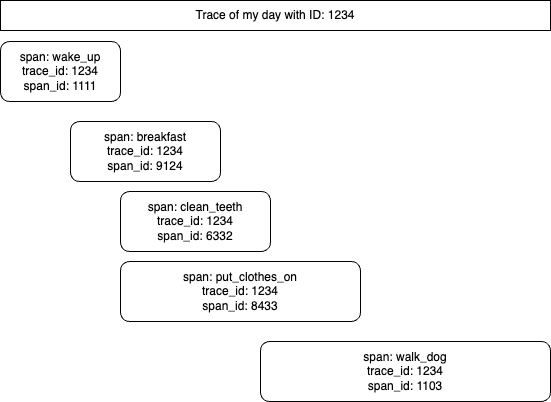 Trace of my day with ID: 1234
span: wake_up
trace_id: 1234
span_id: 1111
span: breakfast
trace_id: 1234
span_id: 9124
span: clean_teeth
trace_id: 1234
span_id: 6332
span: put_clothes_on
trace_id: 1234
span_id: 8433
span: walk_dog
trace_id: 1234
span_id: 1103